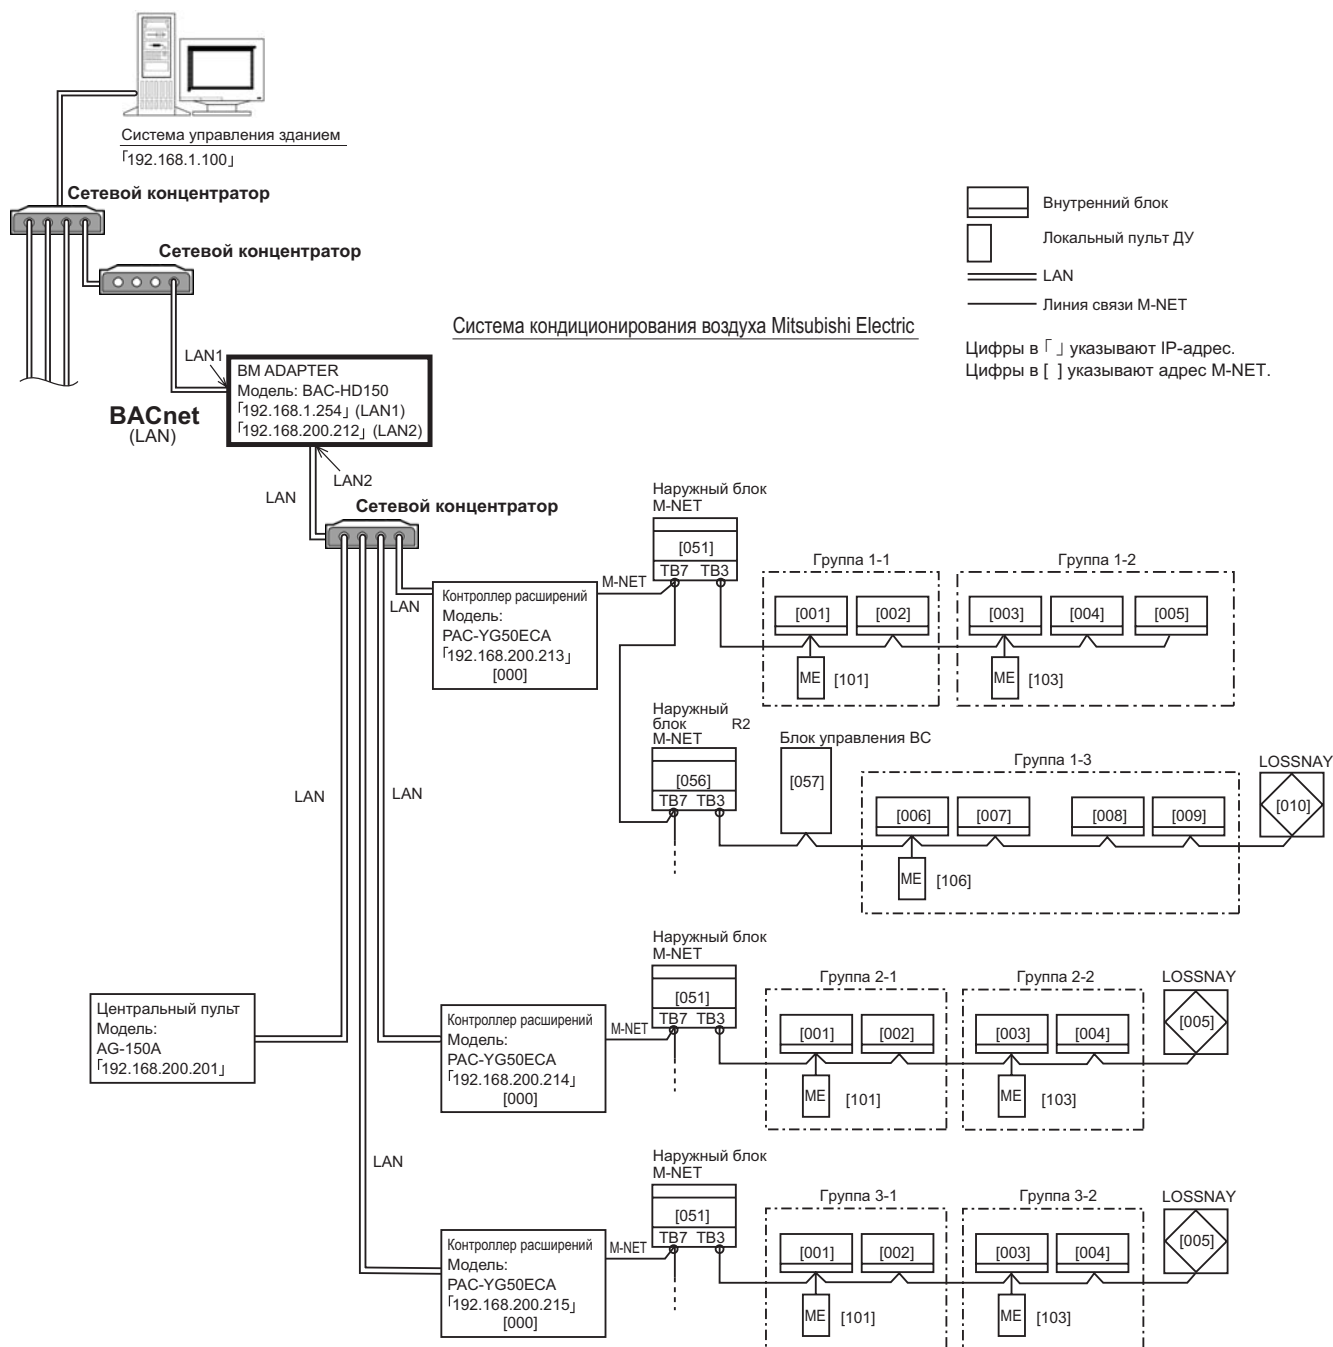 Система управления зданием
「192.168.1.100」
Сетевой концентратор
Сетевой концентратор
Внутренний блок
Локальный пульт ДУ
LAN
Линия связи M-NET
Цифры в「 」указывают IP-адрес.
Цифры в [ ] указывают адрес M-NET.
Система кондиционирования воздуха Mitsubishi Electric
LAN1
BM ADAPTER
Модель: BAC-HD150
「192.168.1.254」(LAN1)
「192.168.200.212」(LAN2)
BACnet
(LAN)
LAN2
LAN
Сетевой концентратор
LAN
Контроллер расширений
Модель:
PAC-YG50ECA
「192.168.200.213」
[000]
M-NET
Наружный блок
M-NET
[051]
TB7 TB3
Группа 1-1
[001]
[002]
ME
[101]
Группа 1-2
[003]
[004]
[005]
ME
[103]
Наружный
блок R2
M-NET
[056]
TB7 TB3
Блок управления BC
[057]
Группа 1-3
[006]
[007]
[008]
[009]
ME
[106]
LOSSNAY
[010]
LAN
LAN
Центральный пульт
Модель:
AG-150A
「192.168.200.201」
Контроллер расширений
Модель:
PAC-YG50ECA
「192.168.200.214」
[000]
M-NET
Наружный блок
M-NET
[051]
TB7 TB3
Группа 2-1
[001]
[002]
ME
[101]
Группа 2-2
[003]
[004]
ME
[103]
LOSSNAY
[005]
LAN
Контроллер расширений
Модель:
PAC-YG50ECA
「192.168.200.215」
[000]
M-NET
Наружный блок
M-NET
[051]
TB7 TB3
Группа 3-1
[001]
[002]
ME
[101]
Группа 3-2
[003]
[004]
ME
[103]
LOSSNAY
[005]